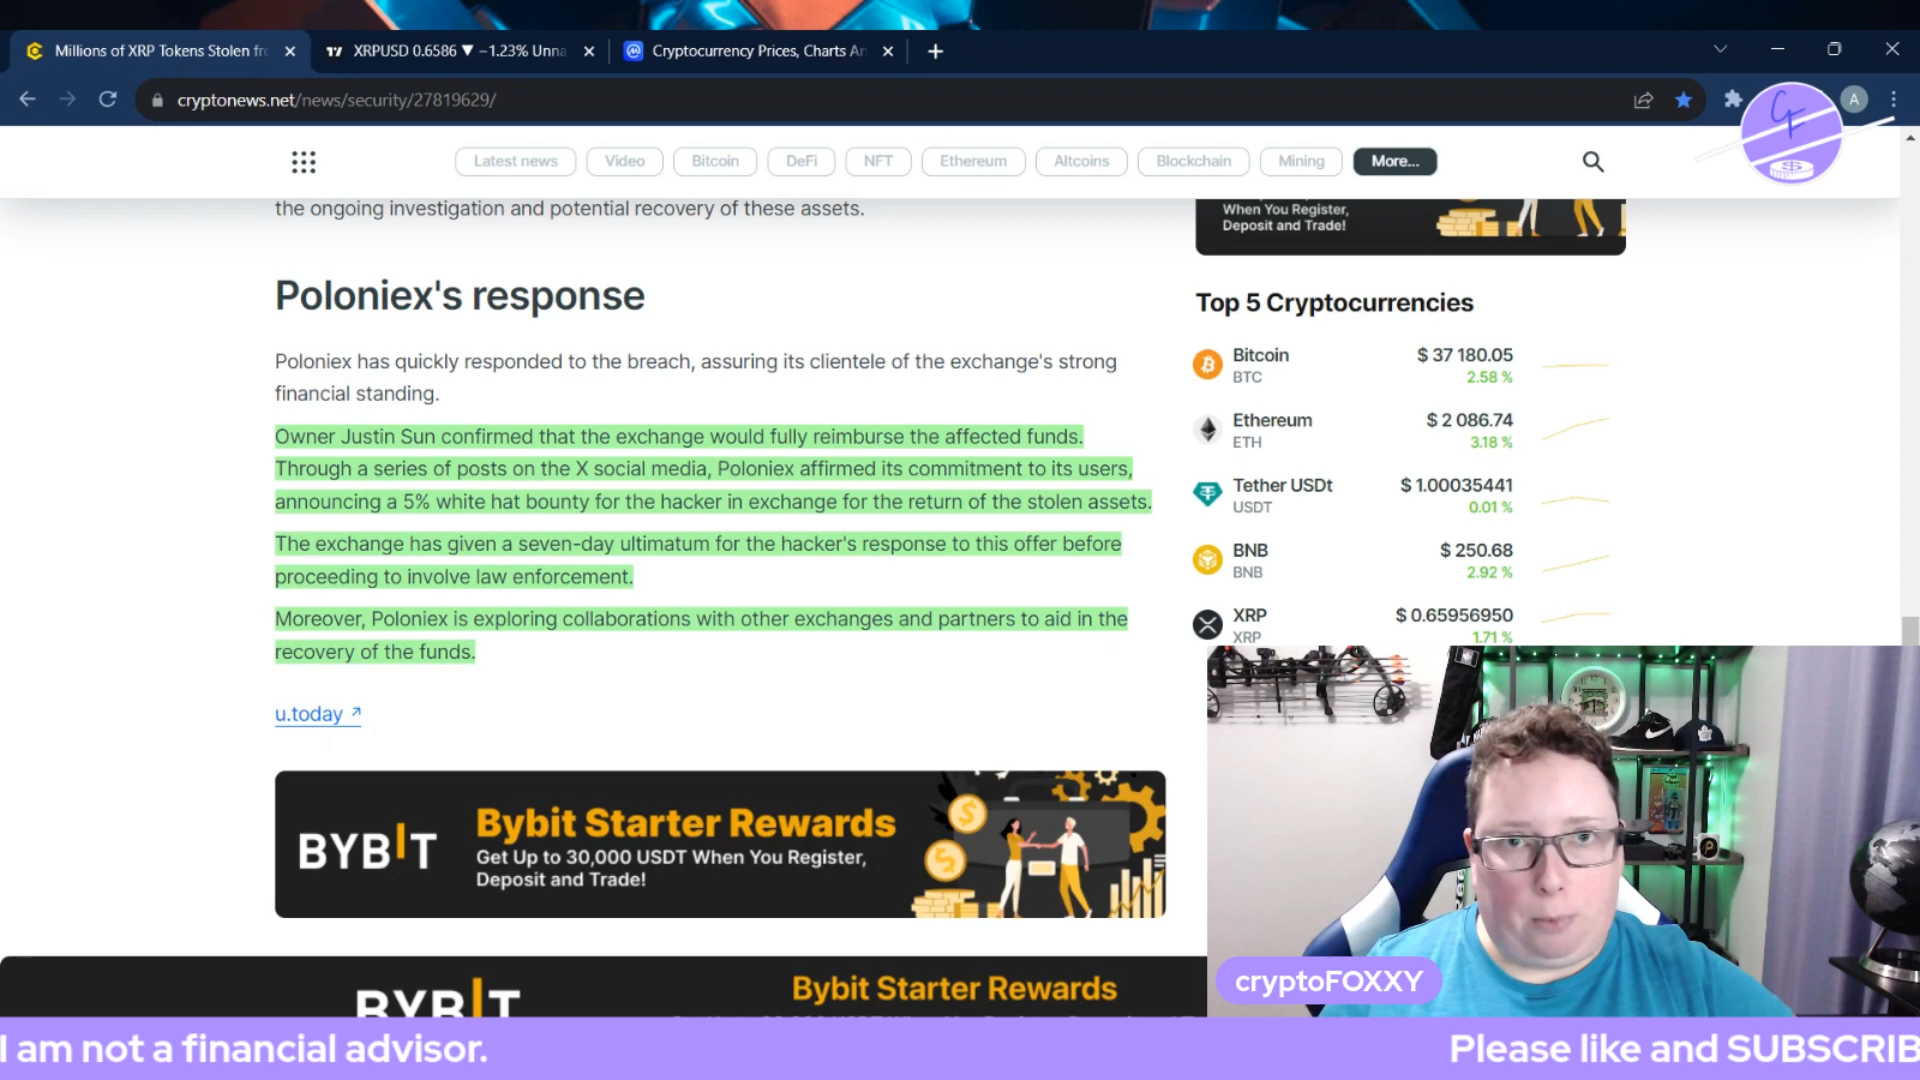 Millions of XRP Tokens Stolen fr
XRPUSD 0.6586 ▼ −1.23% Unna
Cryptocurrency Prices, Charts An
cryptonews.net/news/security/27819629/
A
Latest news
Video
Bitcoin
DeFi
NFT
Ethereum
Altcoins
Blockchain
Mining
More...
the ongoing investigation and potential recovery of these assets.
When You Register,
Deposit and Trade!
Poloniex's response
Poloniex has quickly responded to the breach, assuring its clientele of the exchange's strong
financial standing.
Owner Justin Sun confirmed that the exchange would fully reimburse the affected funds.
Through a series of posts on the X social media, Poloniex affirmed its commitment to its users,
announcing a 5% white hat bounty for the hacker in exchange for the return of the stolen assets.
The exchange has given a seven-day ultimatum for the hacker's response to this offer before
proceeding to involve law enforcement.
Moreover, Poloniex is exploring collaborations with other exchanges and partners to aid in the
recovery of the funds.
u.today ↗
Top 5 Cryptocurrencies
Bitcoin $ 37 180.05
BTC 2.58 %
Ethereum $ 2 086.74
ETH 3.18 %
Tether USDt $ 1.00035441
USDT 0.01 %
BNB $ 250.68
BNB 2.92 %
XRP $ 0.65956950
XRP 1.71 %
BYBIT
Bybit Starter Rewards
Get Up to 30,000 USDT When You Register,
Deposit and Trade!
BYBIT
Bybit Starter Rewards
cryptoFOXXY
I am not a financial advisor.
Please like and SUBSCRIB